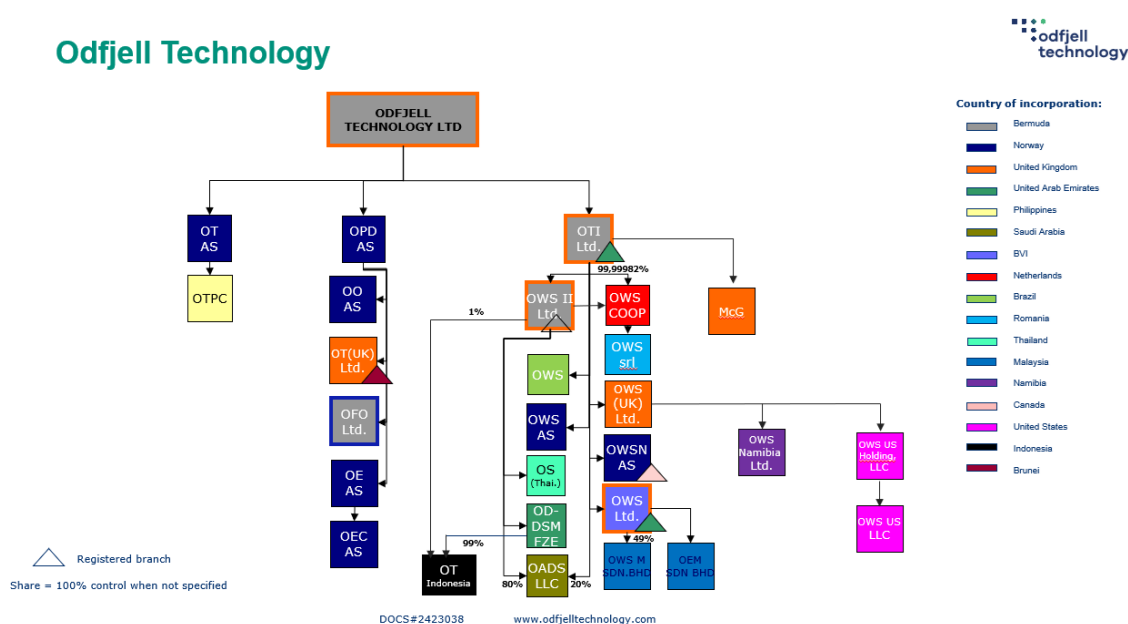 Odfjell Technology
odfjell
technology
Country of incorporation:
Bermuda
Norway
United Kingdom
United Arab Emirates
Philippines
Saudi Arabia
BVI
Netherlands
Brazil
Romania
Thailand
Malaysia
Namibia
Canada
United States
Indonesia
Brunei
ODFJELL
TECHNOLOGY LTD
OT
AS
OPD
AS
OTI
Ltd.
OTPC
OO
AS
OT(UK)
Ltd.
OFO
Ltd.
OE
AS
OEC
AS
99,99982%
OWS II
Ltd.
OWS
COOP
McG
1%
OWS
srl
OWS
OWS
(UK)
Ltd.
OWS
AS
OWSN
AS
OWS
Namibia
Ltd.
OWS US
Holding,
LLC
OS
(Thai.)
OWS
Ltd.
OWS US
LLC
OD-
DSM
FZE
99%
49%
OT
Indonesia
80%
OADS
LLC
20%
OWS M
SDN.BHD
OEM
SDN BHD
Registered branch
Share = 100% control when not specified
DOCS#2423038
www.odfjelltechnology.com